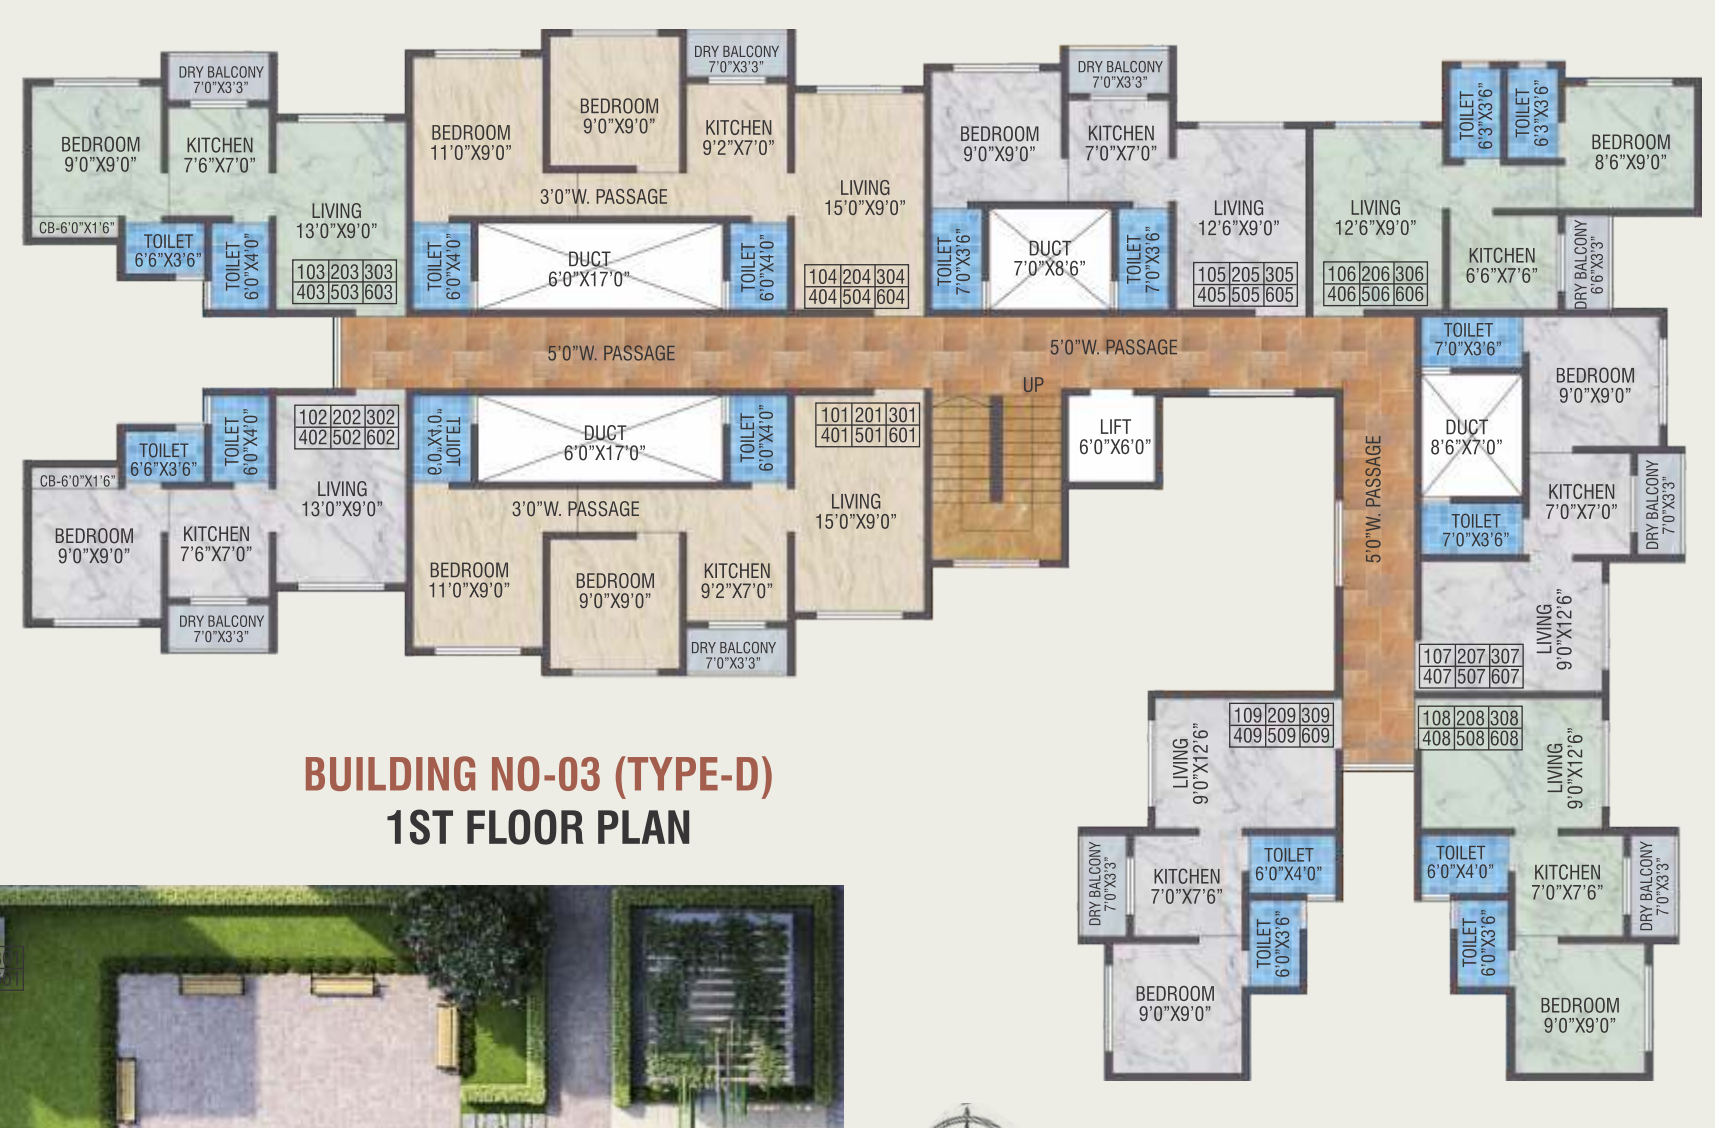 DRY BALCONY
7'0"X3'3"
BEDROOM
9'0"X9'0"
KITCHEN
7'6"X7'0"
CB-6'0"X1'6"
TOILET
6'6"X3'6"
TOILET
6'0"X4'0"
LIVING
13'0"X9'0"
103 203 303
403 503 603
BEDROOM
11'0"X9'0"
BEDROOM
9'0"X9'0"
DRY BALCONY
7'0"X3'3"
KITCHEN
9'2"X7'0"
3'0"W. PASSAGE
LIVING
15'0"X9'0"
TOILET
6'0"X4'0"
DUCT
6'0"X17'0"
TOILET
6'0"X4'0"
104 204 304
404 504 604
BEDROOM
9'0"X9'0"
DRY BALCONY
7'0"X3'3"
KITCHEN
7'0"X7'0"
TOILET
7'0"X3'6"
DUCT
7'0"X8'6"
TOILET
7'0"X3'6"
LIVING
12'6"X9'0"
105 205 305
405 505 605
LIVING
12'6"X9'0"
106 206 306
406 506 606
TOILET
6'3"X3'6"
TOILET
6'3"X3'6"
BEDROOM
8'6"X9'0"
KITCHEN
6'6"X7'6"
DRY BALCONY
6'6"X3'3"
5'0"W. PASSAGE
5'0"W. PASSAGE
UP
LIFT
6'0"X6'0"
102 202 302
402 502 602
TOILET
6'0"X4'0"
TOILET
6'6"X3'6"
CB-6'0"X1'6"
LIVING
13'0"X9'0"
BEDROOM
9'0"X9'0"
KITCHEN
7'6"X7'0"
DRY BALCONY
7'0"X3'3"
TOILET
6'0"X4'0"
DUCT
6'0"X17'0"
TOILET
6'0"X4'0"
101 201 301
401 501 601
3'0"W. PASSAGE
LIVING
15'0"X9'0"
BEDROOM
11'0"X9'0"
BEDROOM
9'0"X9'0"
KITCHEN
9'2"X7'0"
DRY BALCONY
7'0"X3'3"
TOILET
7'0"X3'6"
BEDROOM
9'0"X9'0"
DUCT
8'6"X7'0"
5'0"W. PASSAGE
KITCHEN
7'0"X7'0"
DRY BALCONY
7'0"X3'3"
TOILET
7'0"X3'6"
LIVING
9'0"X12'6"
107 207 307
407 507 607
109 209 309
409 509 609
LIVING
9'0"X12'6"
DRY BALCONY
7'0"X3'3"
KITCHEN
7'0"X7'6"
TOILET
6'0"X4'0"
TOILET
6'0"X3'6"
BEDROOM
9'0"X9'0"
108 208 308
408 508 608
LIVING
9'0"X12'6"
TOILET
6'0"X4'0"
KITCHEN
7'0"X7'6"
DRY BALCONY
7'0"X3'3"
TOILET
6'0"X3'6"
BEDROOM
9'0"X9'0"
BUILDING NO-03 (TYPE-D)
1ST FLOOR PLAN